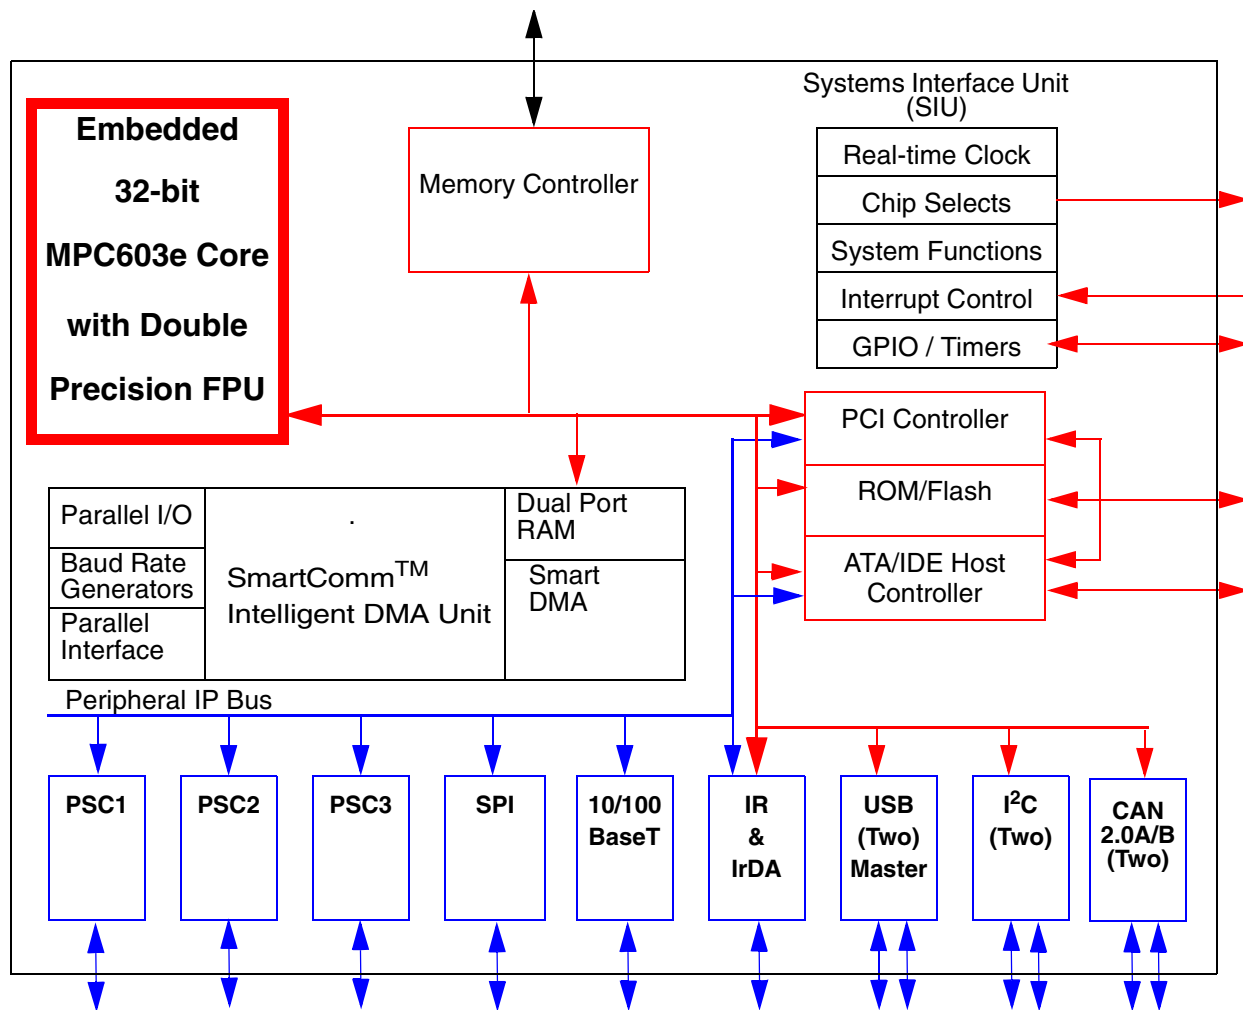 Systems Interface Unit
(SIU)
Embedded
32-bit
MPC603e Core
with Double
Precision FPU
Memory Controller
Real-time Clock
Chip Selects
System Functions
Interrupt Control
GPIO / Timers
PCI Controller
ROM/Flash
ATA/IDE Host
Controller
Parallel I/O
Baud Rate
Generators
Parallel
Interface
.
SmartComm™
Intelligent DMA Unit
Dual Port
RAM
Smart
DMA
Peripheral IP Bus
PSC1
PSC2
PSC3
SPI
10/100
BaseT
IR
&
IrDA
USB
(Two)
Master
I²C
(Two)
CAN
2.0A/B
(Two)